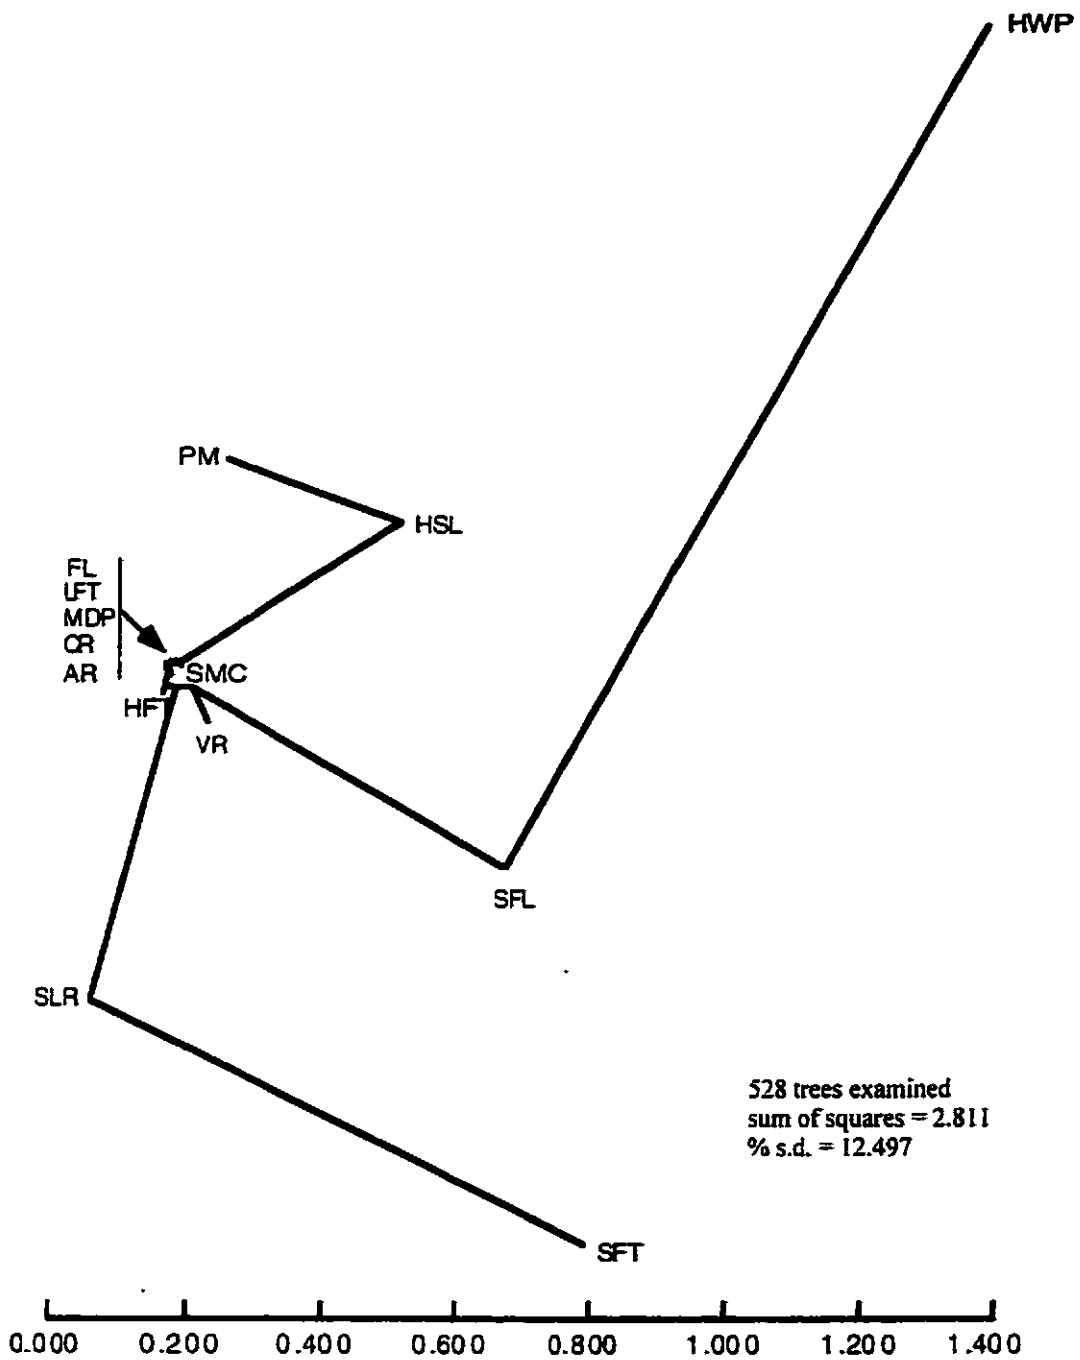 HWP
PM
HSL
FL
LFT
MDP
CR
AR
SMC
HFT
VR
SFL
SLR
528 trees examined
sum of squares = 2.811
% s.d. = 12.497
SFT
0.000 0.200 0.400 0.600 0.800 1.000 1.200 1.400